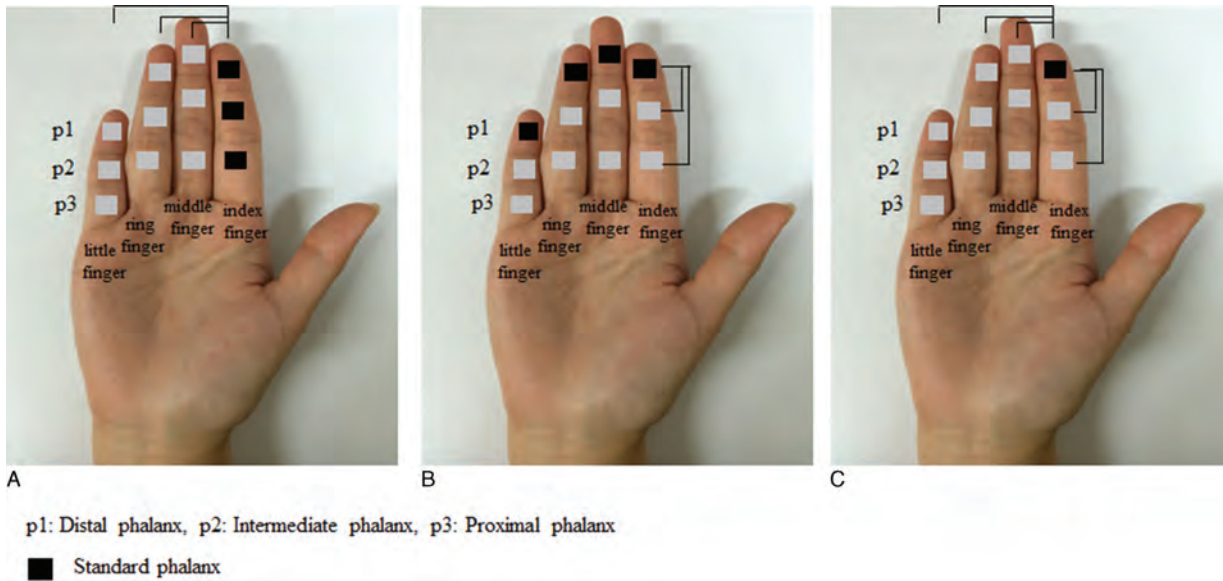 p1
p2
p3
little
finger
ring
finger
middle
finger
index
finger
p1
p2
p3
little
finger
ring
finger
middle
finger
index
finger
p1
p2
p3
little
finger
ring
finger
middle
finger
index
finger
A
B
C
p1: Distal phalanx, p2: Intermediate phalanx, p3: Proximal phalanx
Standard phalanx